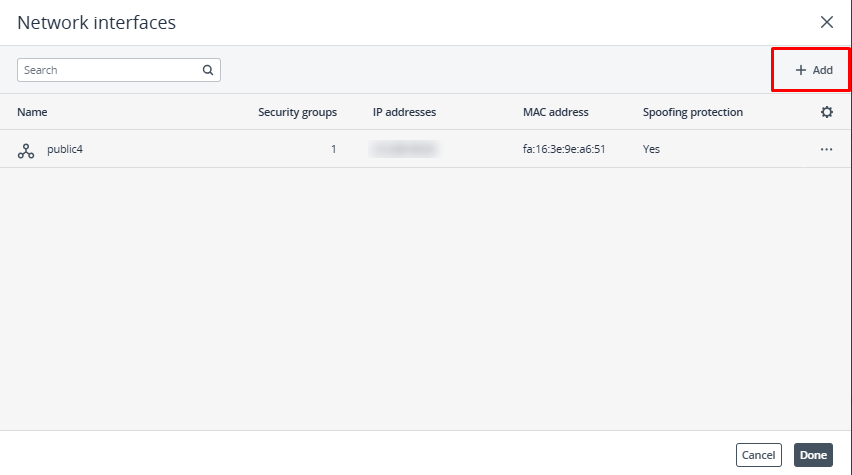 Network interfaces
Search
Add
Name Security groups IP addresses MAC address Spoofing protection
public4 1 fa:16:3e:9e:a6:51 Yes
Cancel Done